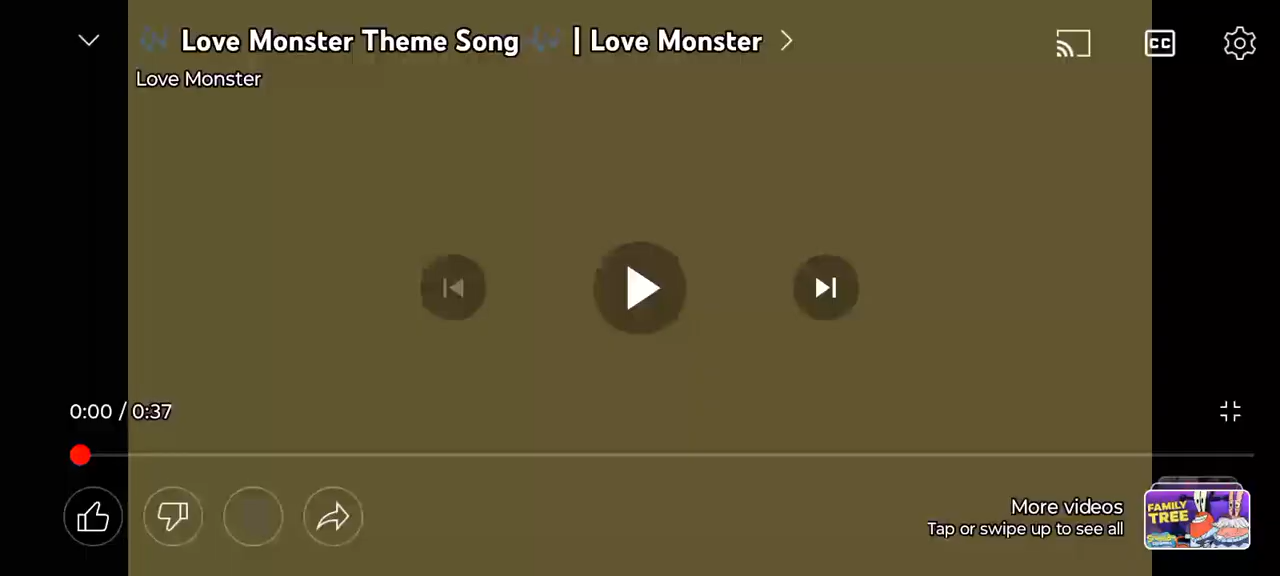 🎶 Love Monster Theme Song 🎶 | Love Monster
Love Monster
CC
0:00 / 0:37
More videos
Tap or swipe up to see all
FAMILY
TREE